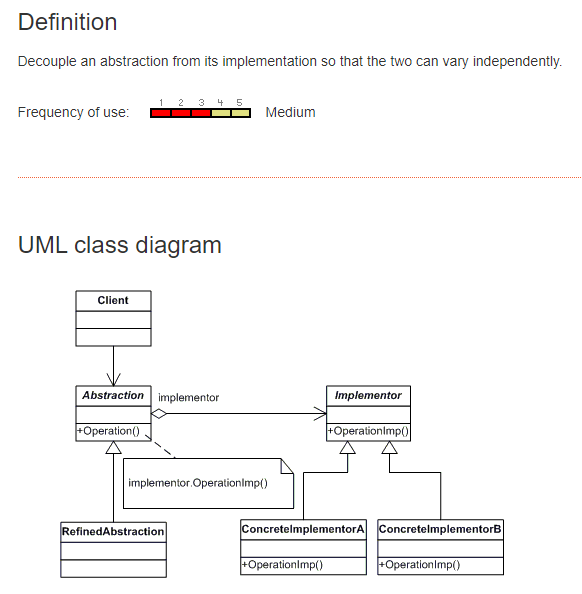 Definition
Decouple an abstraction from its implementation so that the two can vary independently.
1 2 3 4 5
Frequency of use: Medium
UML class diagram
Client
Abstraction
implementor
Implementor
+Operation()
+OperationImp()
implementor.OperationImp()
RefinedAbstraction
ConcreteImplementorA
ConcreteImplementorB
+OperationImp()
+OperationImp()